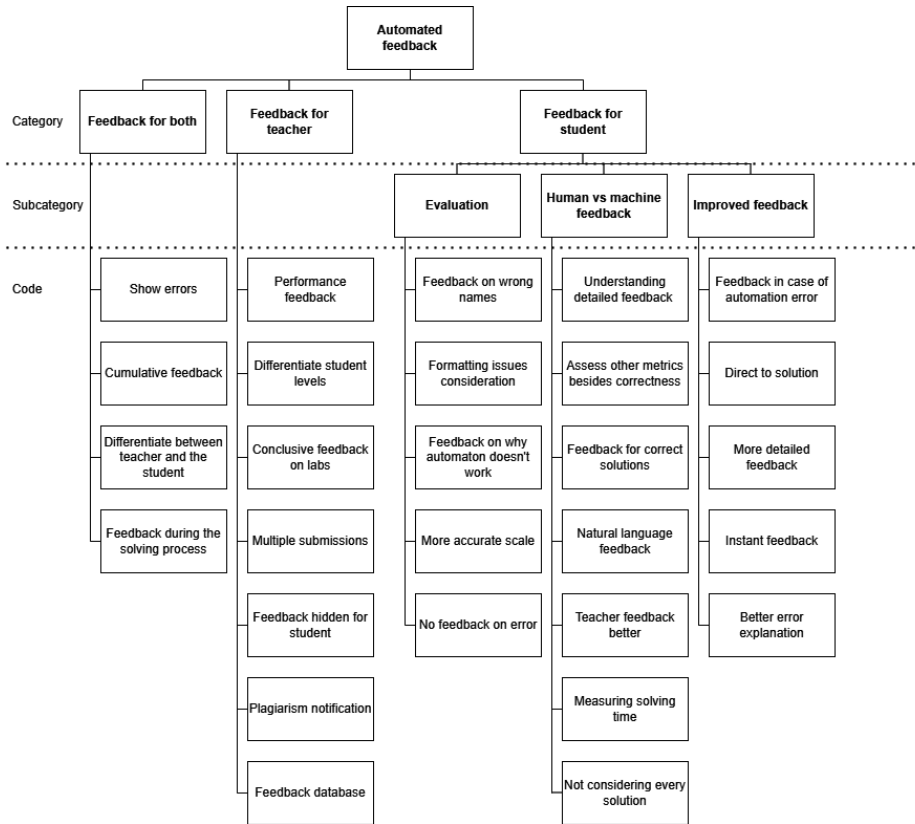 Automated
feedback
Category
Feedback for both
Feedback for
teacher
Feedback for
student
Subcategory
Evaluation
Human vs machine
feedback
Improved feedback
Code
Show errors
Cumulative feedback
Differentiate between
teacher and the
student
Feedback during the
solving process
Performance
feedback
Differentiate student
levels
Conclusive feedback
on labs
Multiple submissions
Feedback hidden for
student
Plagiarism notification
Feedback database
Feedback on wrong
names
Formatting issues
consideration
Feedback on why
automaton doesn't
work
More accurate scale
No feedback on error
Understanding
detailed feedback
Assess other metrics
besides correctness
Feedback for correct
solutions
Natural language
feedback
Teacher feedback
better
Measuring solving
time
Not considering every
solution
Feedback in case of
automation error
Direct to solution
More detailed
feedback
Instant feedback
Better error
explanation